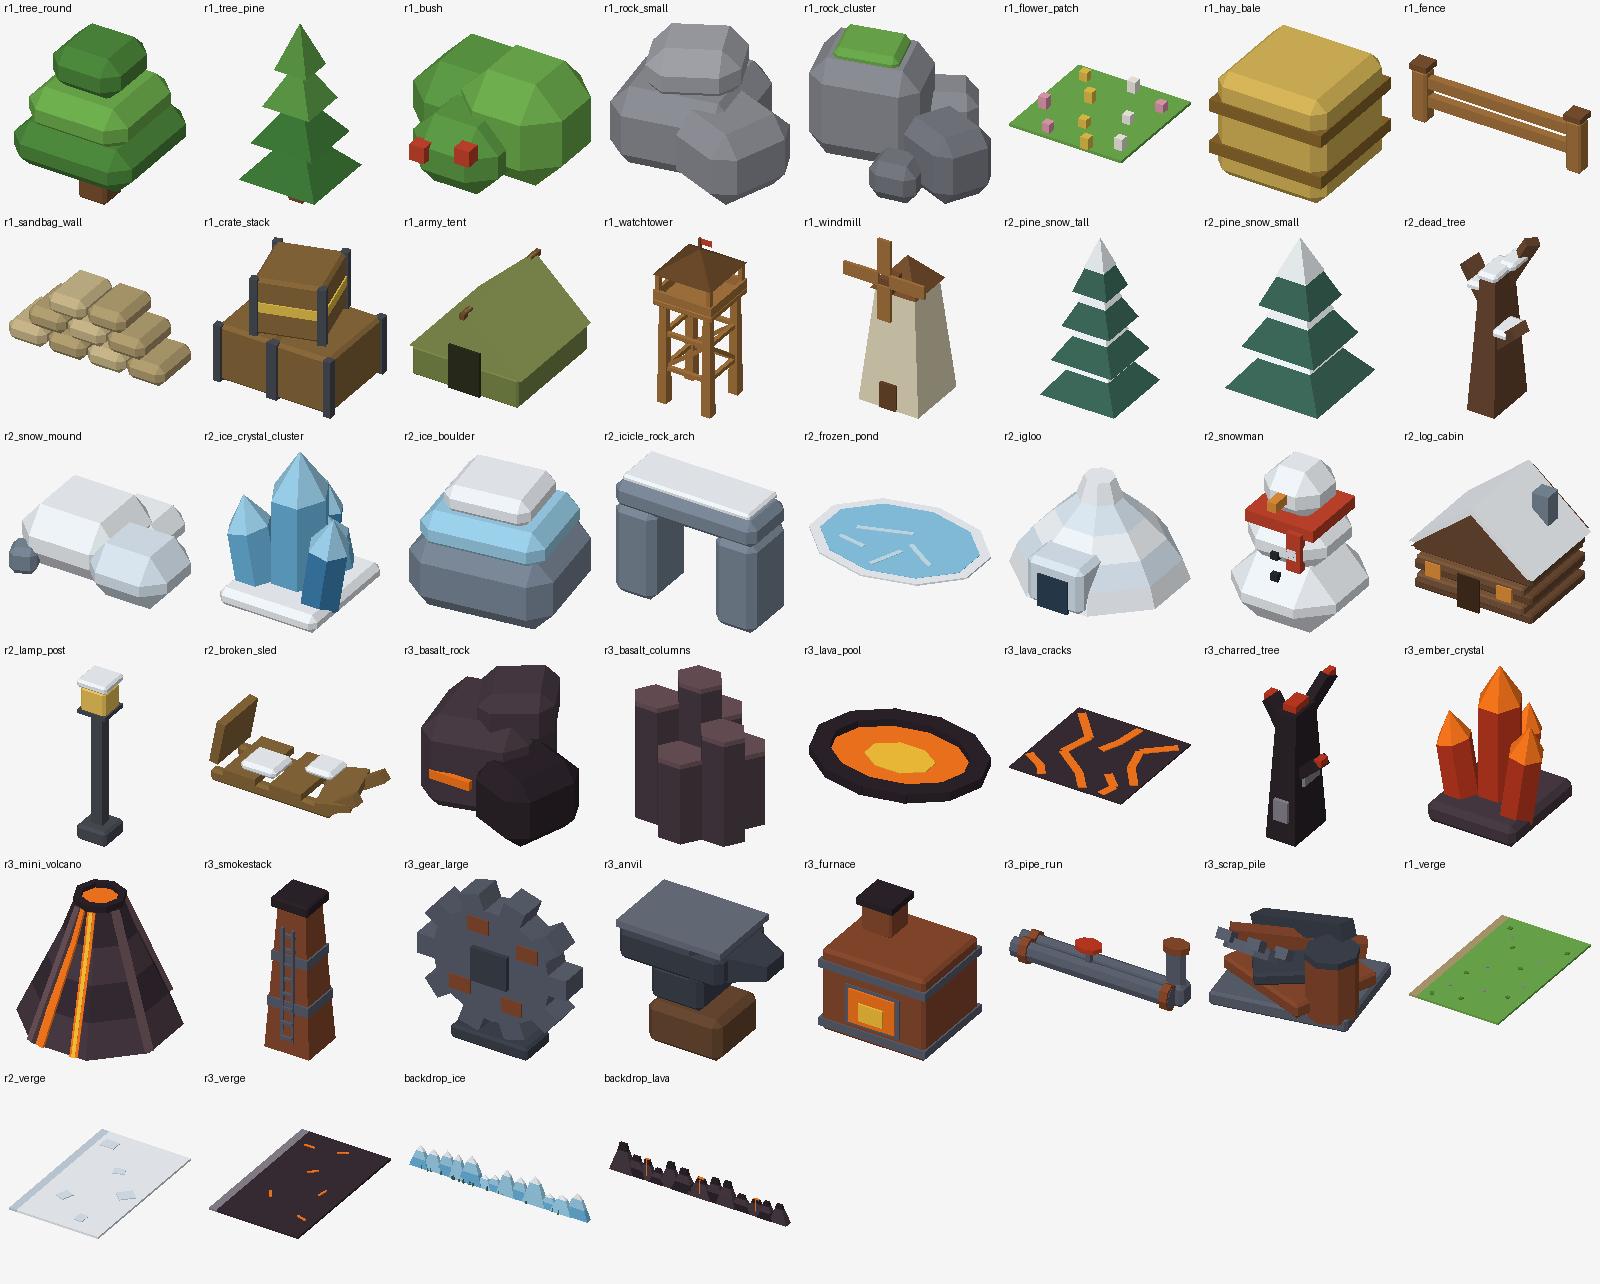 r1_tree_round
r1_tree_pine
r1_bush
r1_rock_small
r1_rock_cluster
r1_flower_patch
r1_hay_bale
r1_fence
r1_sandbag_wall
r1_crate_stack
r1_army_tent
r1_watchtower
r1_windmill
r2_pine_snow_tall
r2_pine_snow_small
r2_dead_tree
r2_snow_mound
r2_ice_crystal_cluster
r2_ice_boulder
r2_icicle_rock_arch
r2_frozen_pond
r2_igloo
r2_snowman
r2_log_cabin
r2_lamp_post
r2_broken_sled
r3_basalt_rock
r3_basalt_columns
r3_lava_pool
r3_lava_cracks
r3_charred_tree
r3_ember_crystal
r3_mini_volcano
r3_smokestack
r3_gear_large
r3_anvil
r3_furnace
r3_pipe_run
r3_scrap_pile
r1_verge
r2_verge
r3_verge
backdrop_ice
backdrop_lava